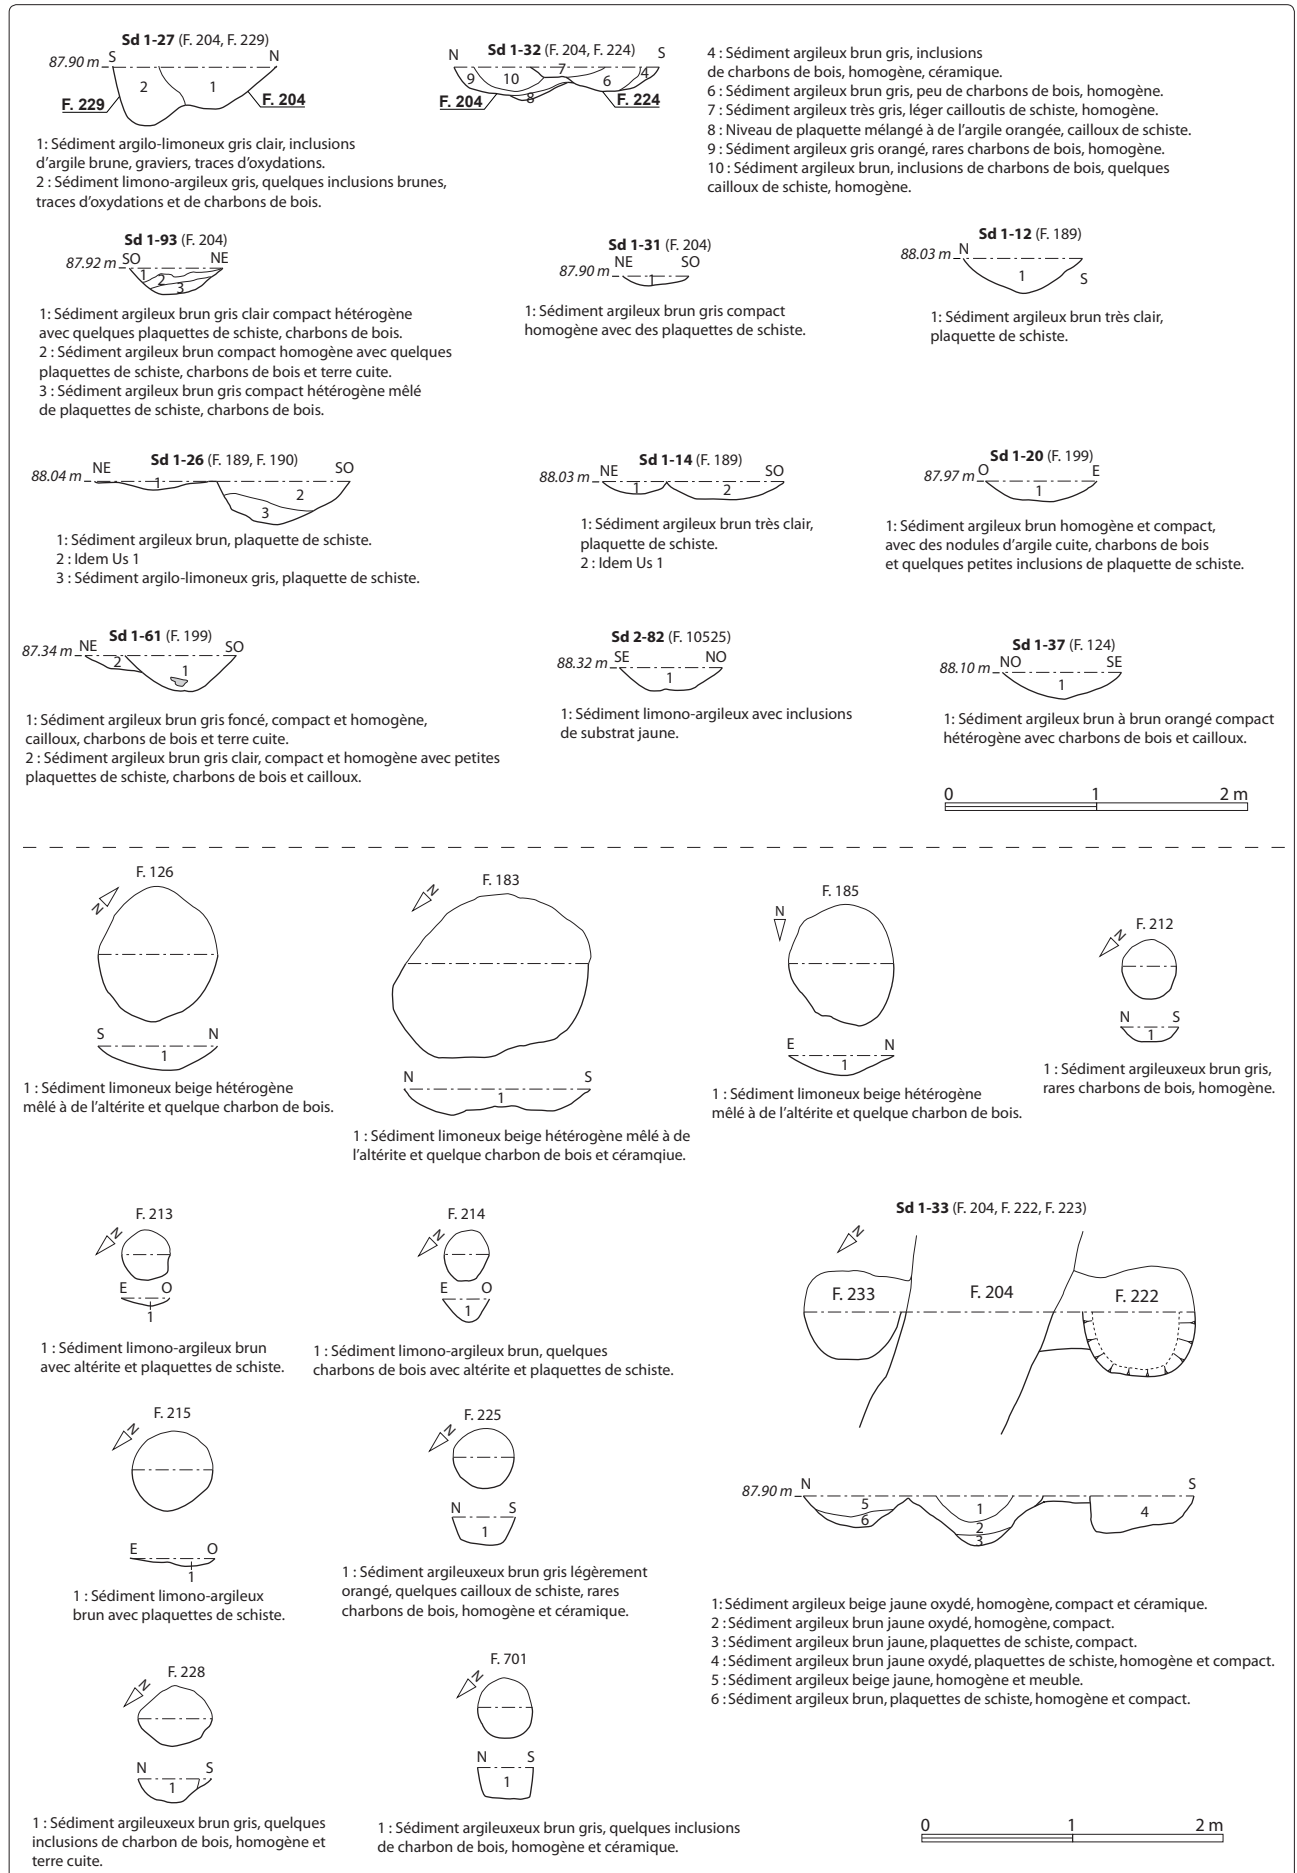 Sd 1-27 (F. 204, F. 229)
87.90 m S N
2 1
F. 229 F. 204
1: Sédiment argilo-limoneux gris clair, inclusions
d'argile brune, graviers, traces d'oxydations.
2 : Sédiment limono-argileux gris, quelques inclusions brunes,
traces d'oxydations et de charbons de bois.
Sd 1-32 (F. 204, F. 224)
N S
9 10 7 6 4
8
F. 204 F. 224
4 : Sédiment argileux brun gris, inclusions
de charbons de bois, homogène, céramique.
6 : Sédiment argileux brun gris, peu de charbons de bois, homogène.
7 : Sédiment argileux très gris, léger cailloutis de schiste, homogène.
8 : Niveau de plaquette mélangé à de l'argile orangée, cailloux de schiste.
9 : Sédiment argileux gris orangé, rares charbons de bois, homogène.
10 : Sédiment argileux brun, inclusions de charbons de bois, quelques
cailloux de schiste, homogène.
Sd 1-93 (F. 204)
87.92 m SO NE
1 2 3
1: Sédiment argileux brun gris clair compact hétérogène
avec quelques plaquettes de schiste, charbons de bois.
2 : Sédiment argileux brun compact homogène avec quelques
plaquettes de schiste, charbons de bois et terre cuite.
3 : Sédiment argileux brun gris compact hétérogène mêlé
de plaquettes de schiste, charbons de bois.
Sd 1-31 (F. 204)
NE SO
87.90 m
1
1: Sédiment argileux brun gris compact
homogène avec des plaquettes de schiste.
Sd 1-12 (F. 189)
88.03 m N
1 S
1: Sédiment argileux brun très clair,
plaquette de schiste.
Sd 1-26 (F. 189, F. 190)
88.04 m NE SO
1 2
3
1: Sédiment argileux brun, plaquette de schiste.
2 : Idem Us 1
3 : Sédiment argilo-limoneux gris, plaquette de schiste.
Sd 1-14 (F. 189)
88.03 m NE SO
1 2
1: Sédiment argileux brun très clair,
plaquette de schiste.
2 : Idem Us 1
Sd 1-20 (F. 199)
87.97 m O E
1
1: Sédiment argileux brun homogène et compact,
avec des nodules d'argile cuite, charbons de bois
et quelques petites inclusions de plaquette de schiste.
Sd 1-61 (F. 199)
87.34 m NE SO
2 1
1: Sédiment argileux brun gris foncé, compact et homogène,
cailloux, charbons de bois et terre cuite.
2 : Sédiment argileux brun gris clair, compact et homogène avec petites
plaquettes de schiste, charbons de bois et cailloux.
Sd 2-82 (F. 10525)
SE NO
88.32 m
1
1: Sédiment limono-argileux avec inclusions
de substrat jaune.
Sd 1-37 (F. 124)
NO SE
88.10 m
1
1: Sédiment argileux brun à brun orangé compact
hétérogène avec charbons de bois et cailloux.
0 1 2 m
F. 126
N
S N
1
1 : Sédiment limoneux beige hétérogène
mêlé à de l'altérite et quelque charbon de bois.
F. 183
N
N S
1
1 : Sédiment limoneux beige hétérogène mêlé à de
l'altérite et quelque charbon de bois et céramqiue.
F. 185
N
E N
1
1 : Sédiment limoneux beige hétérogène
mêlé à de l'altérite et quelque charbon de bois.
F. 212
N
N S
1
1 : Sédiment argileuxeux brun gris,
rares charbons de bois, homogène.
F. 213
N
E O
1
1 : Sédiment limono-argileux brun
avec altérite et plaquettes de schiste.
F. 214
N
E O
1
1 : Sédiment limono-argileux brun, quelques
charbons de bois avec altérite et plaquettes de schiste.
Sd 1-33 (F. 204, F. 222, F. 223)
N
F. 233 F. 204 F. 222
87.90 m N S
5 6 1 2 3 4
1: Sédiment argileux beige jaune oxydé, homogène, compact et céramique.
2 : Sédiment argileux brun jaune oxydé, homogène, compact.
3 : Sédiment argileux brun jaune, plaquettes de schiste, compact.
4 : Sédiment argileux brun jaune oxydé, plaquettes de schiste, homogène et compact.
5 : Sédiment argileux beige jaune, homogène et meuble.
6 : Sédiment argileux brun, plaquettes de schiste, homogène et compact.
F. 215
N
E O
1
1 : Sédiment limono-argileux
brun avec plaquettes de schiste.
F. 225
N
N S
1
1 : Sédiment argileuxeux brun gris légèrement
orangé, quelques cailloux de schiste, rares
charbons de bois, homogène et céramique.
F. 228
N
N S
1
1 : Sédiment argileuxeux brun gris, quelques
inclusions de charbon de bois, homogène et
terre cuite.
F. 701
N
N S
1
1 : Sédiment argileuxeux brun gris, quelques inclusions
de charbon de bois, homogène et céramique.
0 1 2 m